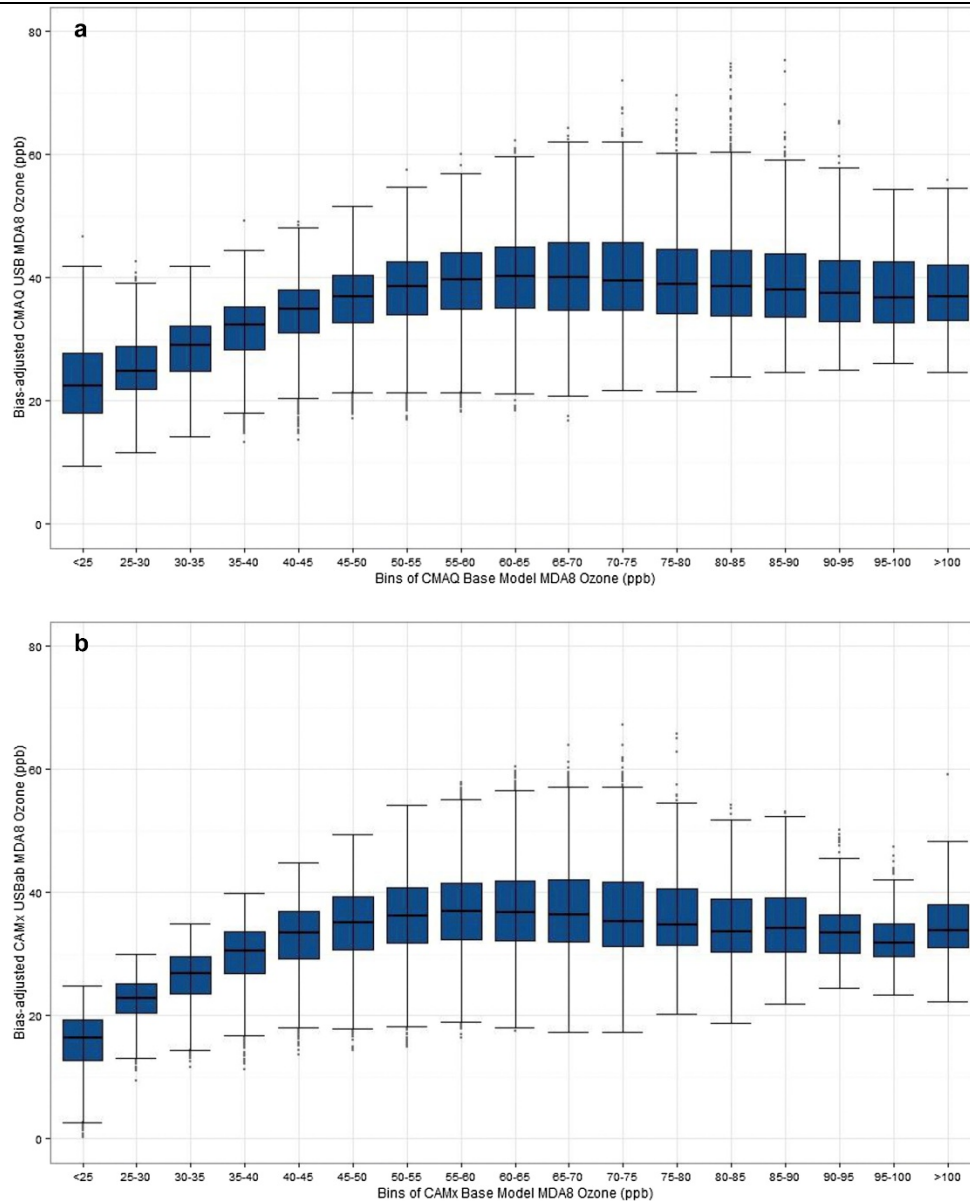 a
Bias-adjusted CMAQ USB MDA8 Ozone (ppb)
80
60
40
20
0
<25 25-30 30-35 35-40 40-45 45-50 50-55 55-60 60-65 65-70 70-75 75-80 80-85 85-90 90-95 95-100 >100
Bins of CMAQ Base Model MDA8 Ozone (ppb)
b
Bias-adjusted CAMx USBab MDA8 Ozone (ppb)
80
60
40
20
0
<25 25-30 30-35 35-40 40-45 45-50 50-55 55-60 60-65 65-70 70-75 75-80 80-85 85-90 90-95 95-100 >100
Bins of CAMx Base Model MDA8 Ozone (ppb)